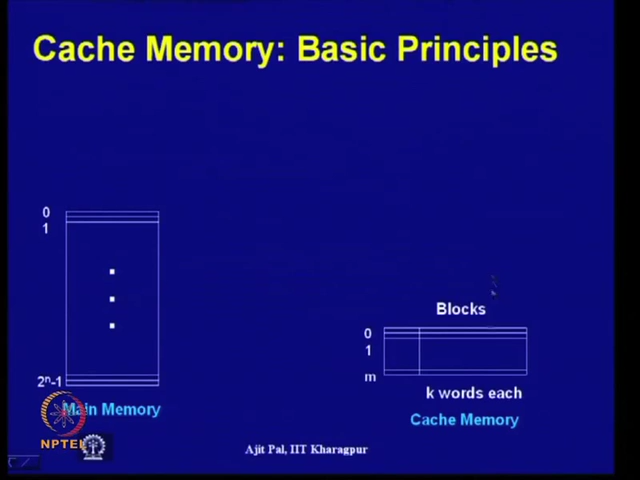 Cache Memory: Basic Principles
0
1
2ⁿ-1
Main Memory
Blocks
0
1
m
k words each
Cache Memory
NPTEL
Ajit Pal, IIT Kharagpur